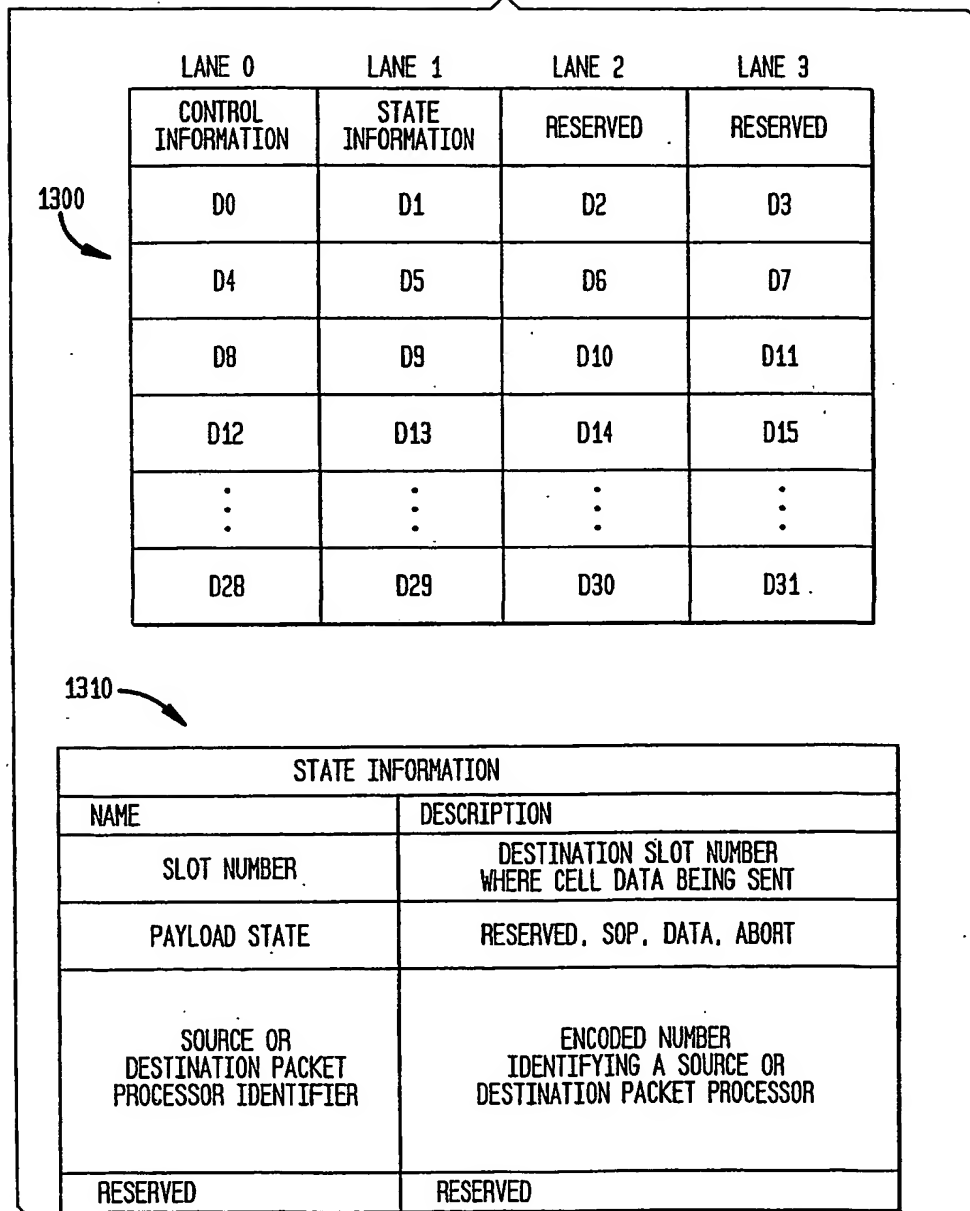 LANE 0 LANE 1 LANE 2 LANE 3
CONTROL INFORMATION STATE INFORMATION RESERVED RESERVED
1300
D0 D1 D2 D3
D4 D5 D6 D7
D8 D9 D10 D11
D12 D13 D14 D15
⋮ ⋮ ⋮ ⋮
D28 D29 D30 D31
1310
STATE INFORMATION
NAME DESCRIPTION
SLOT NUMBER DESTINATION SLOT NUMBER
WHERE CELL DATA BEING SENT
PAYLOAD STATE RESERVED, SOP, DATA, ABORT
SOURCE OR
DESTINATION PACKET
PROCESSOR IDENTIFIER
ENCODED NUMBER
IDENTIFYING A SOURCE OR
DESTINATION PACKET PROCESSOR
RESERVED RESERVED